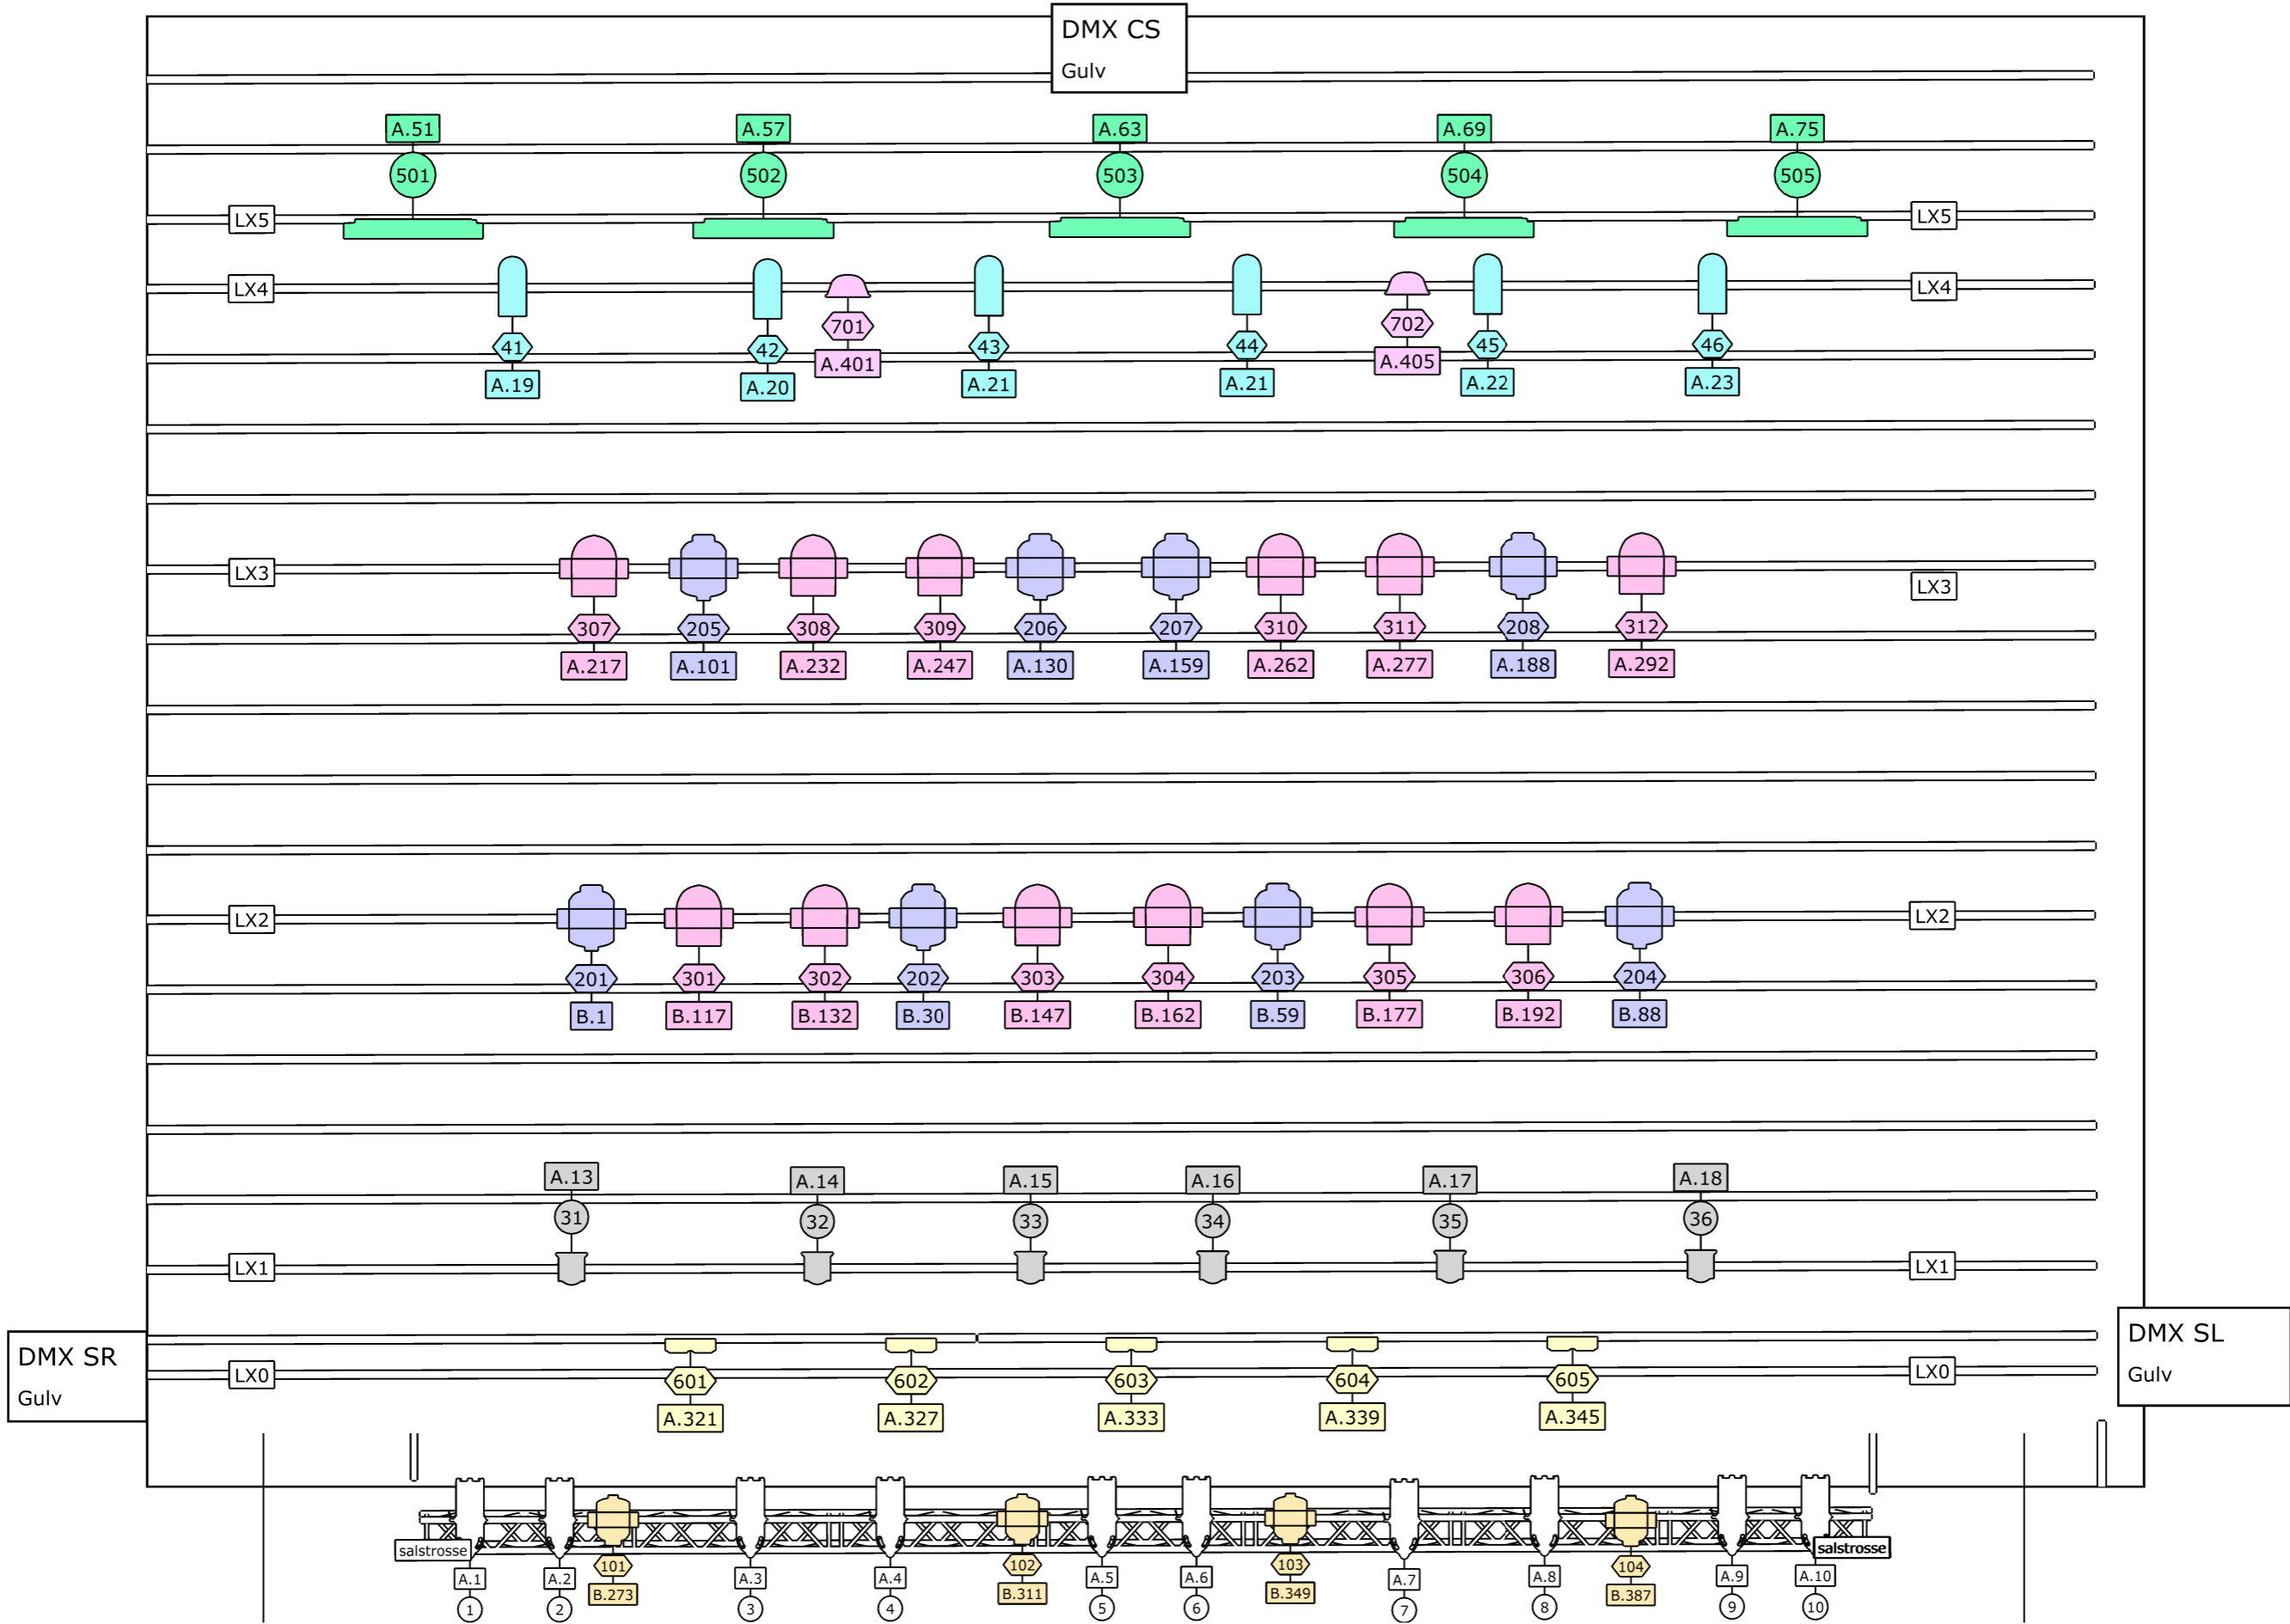 DMX CS
Gulv
A.51 A.57 A.63 A.69 A.75
501 502 503 504 505
LX5 LX5
LX4 LX4
701 702
41 42 43 44 45 46
A.401 A.405
A.19 A.20 A.21 A.21 A.22 A.23
LX3 LX3
307 205 308 309 206 207 310 311 208 312
A.217 A.101 A.232 A.247 A.130 A.159 A.262 A.277 A.188 A.292
LX2 LX2
201 301 302 202 303 304 203 305 306 204
B.1 B.117 B.132 B.30 B.147 B.162 B.59 B.177 B.192 B.88
A.13 A.14 A.15 A.16 A.17 A.18
31 32 33 34 35 36
LX1 LX1
DMX SR
Gulv
DMX SL
Gulv
LX0 LX0
601 602 603 604 605
A.321 A.327 A.333 A.339 A.345
salstrosse salstrosse
101 102 103 104
A.1 A.2 A.3 A.4 A.5 A.6 A.7 A.8 A.9 A.10
B.273 B.311 B.349 B.387
1 2 3 4 5 6 7 8 9 10